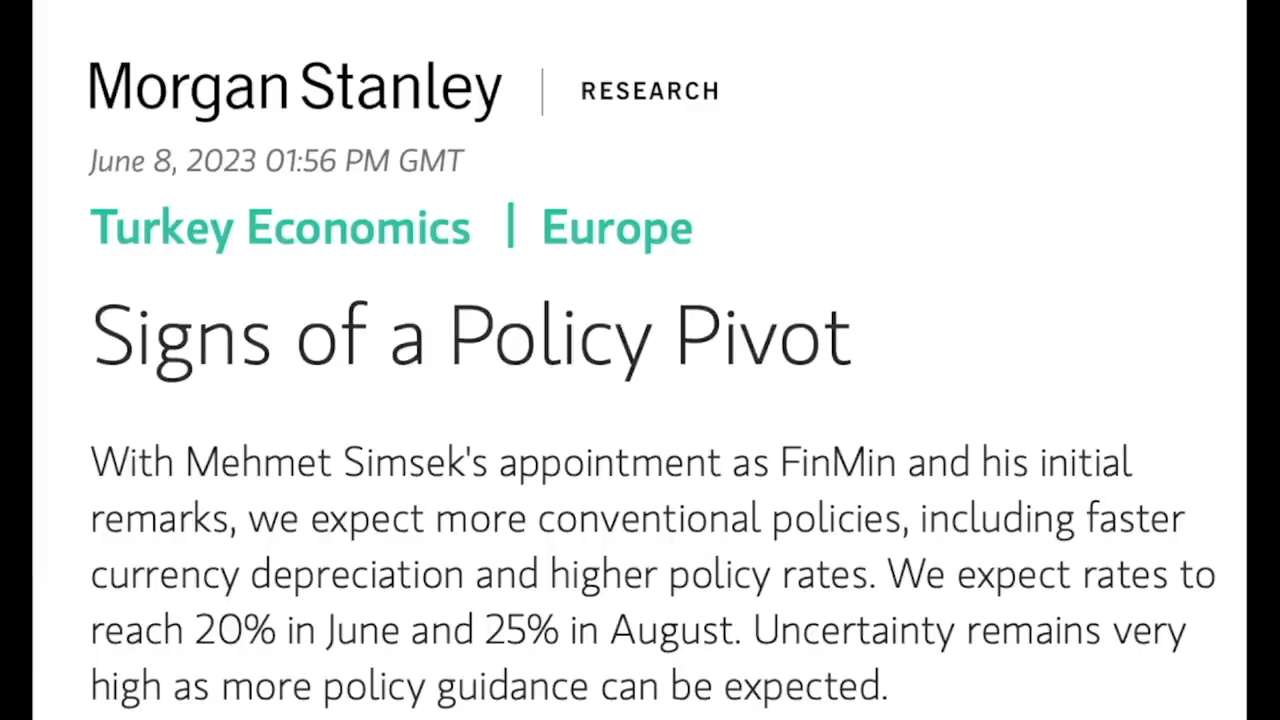 Morgan Stanley | RESEARCH
June 8, 2023 01:56 PM GMT
Turkey Economics | Europe
Signs of a Policy Pivot
With Mehmet Simsek's appointment as FinMin and his initial
remarks, we expect more conventional policies, including faster
currency depreciation and higher policy rates. We expect rates to
reach 20% in June and 25% in August. Uncertainty remains very
high as more policy guidance can be expected.